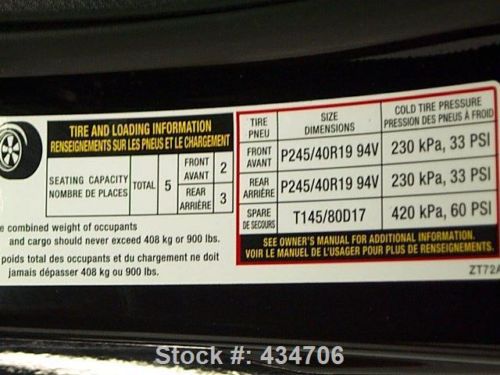 TIRE AND LOADING INFORMATION
RENSEIGNEMENTS SUR LES PNEUS ET LE CHARGEMENT
SEATING CAPACITY
NOMBRE DE PLACES
TOTAL 5
FRONT
AVANT 2
REAR
ARRIÈRE 3
combined weight of occupants
and cargo should never exceed 408 kg or 900 lbs.
poids total des occupants et du chargement ne doit
jamais dépasser 408 kg ou 900 lbs.
TIRE
PNEU
SIZE
DIMENSIONS
COLD TIRE PRESSURE
PRESSION DES PNEUS À FROID
FRONT
AVANT
P245/40R19 94V
230 kPa, 33 PSI
REAR
ARRIÈRE
P245/40R19 94V
230 kPa, 33 PSI
SPARE
DE SECOURS
T145/80D17
420 kPa, 60 PSI
SEE OWNER'S MANUAL FOR ADDITIONAL INFORMATION.
VOIR LE MANUEL DE L'USAGER POUR PLUS DE RENSEIGNEMENTS.
ZT72A
Stock #: 434706